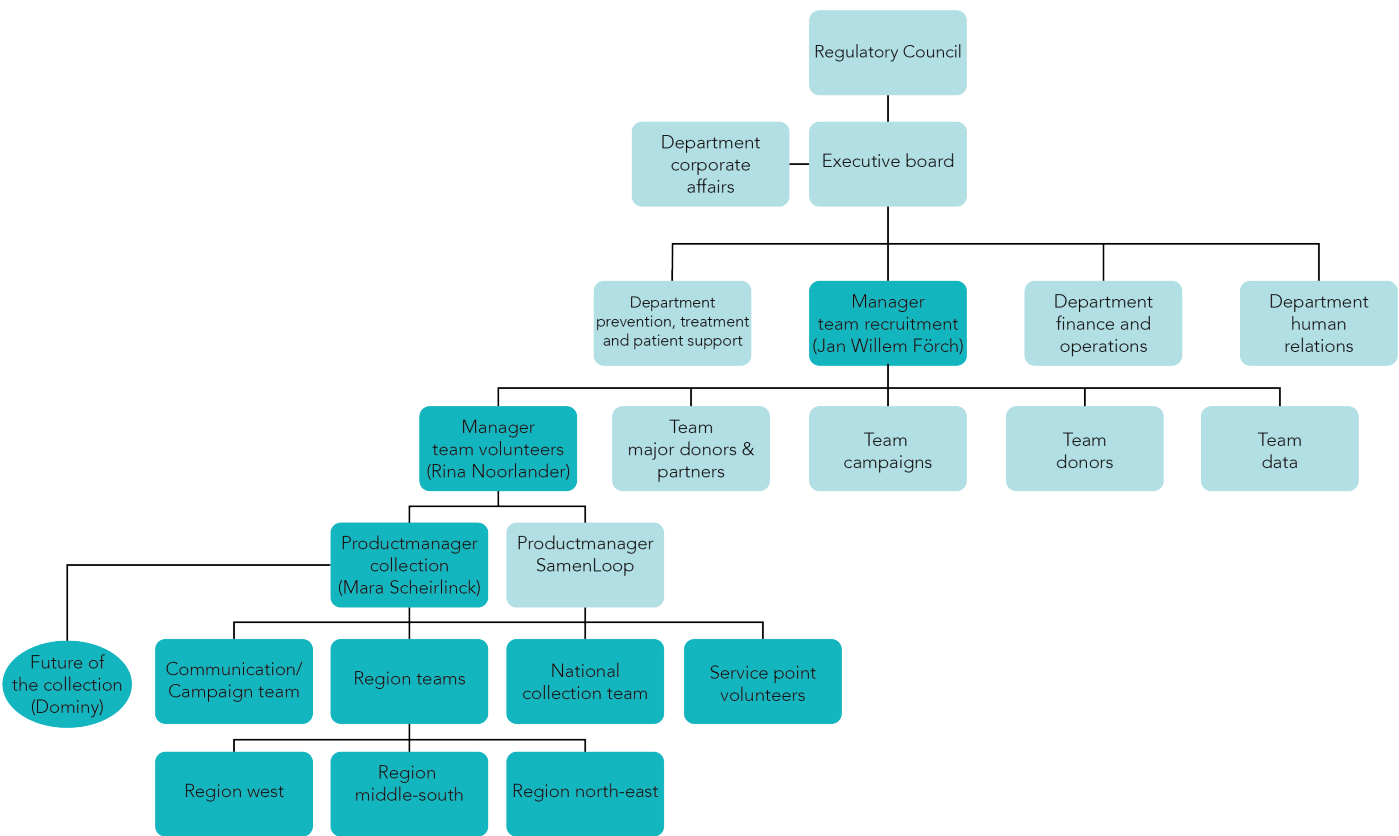 Regulatory Council
Department
corporate
affairs
Executive board
Department
prevention, treatment
and patient support
Manager
team recruitment
(Jan Willem Förch)
Department
finance and
operations
Department
human
relations
Manager
team volunteers
(Rina Noorlander)
Team
major donors &
partners
Team
campaigns
Team
donors
Team
data
Productmanager
collection
(Mara Scheirlinck)
Productmanager
SamenLoop
Future of
the collection
(Dominy)
Communication/
Campaign team
Region teams
National
collection team
Service point
volunteers
Region west
Region
middle-south
Region north-east